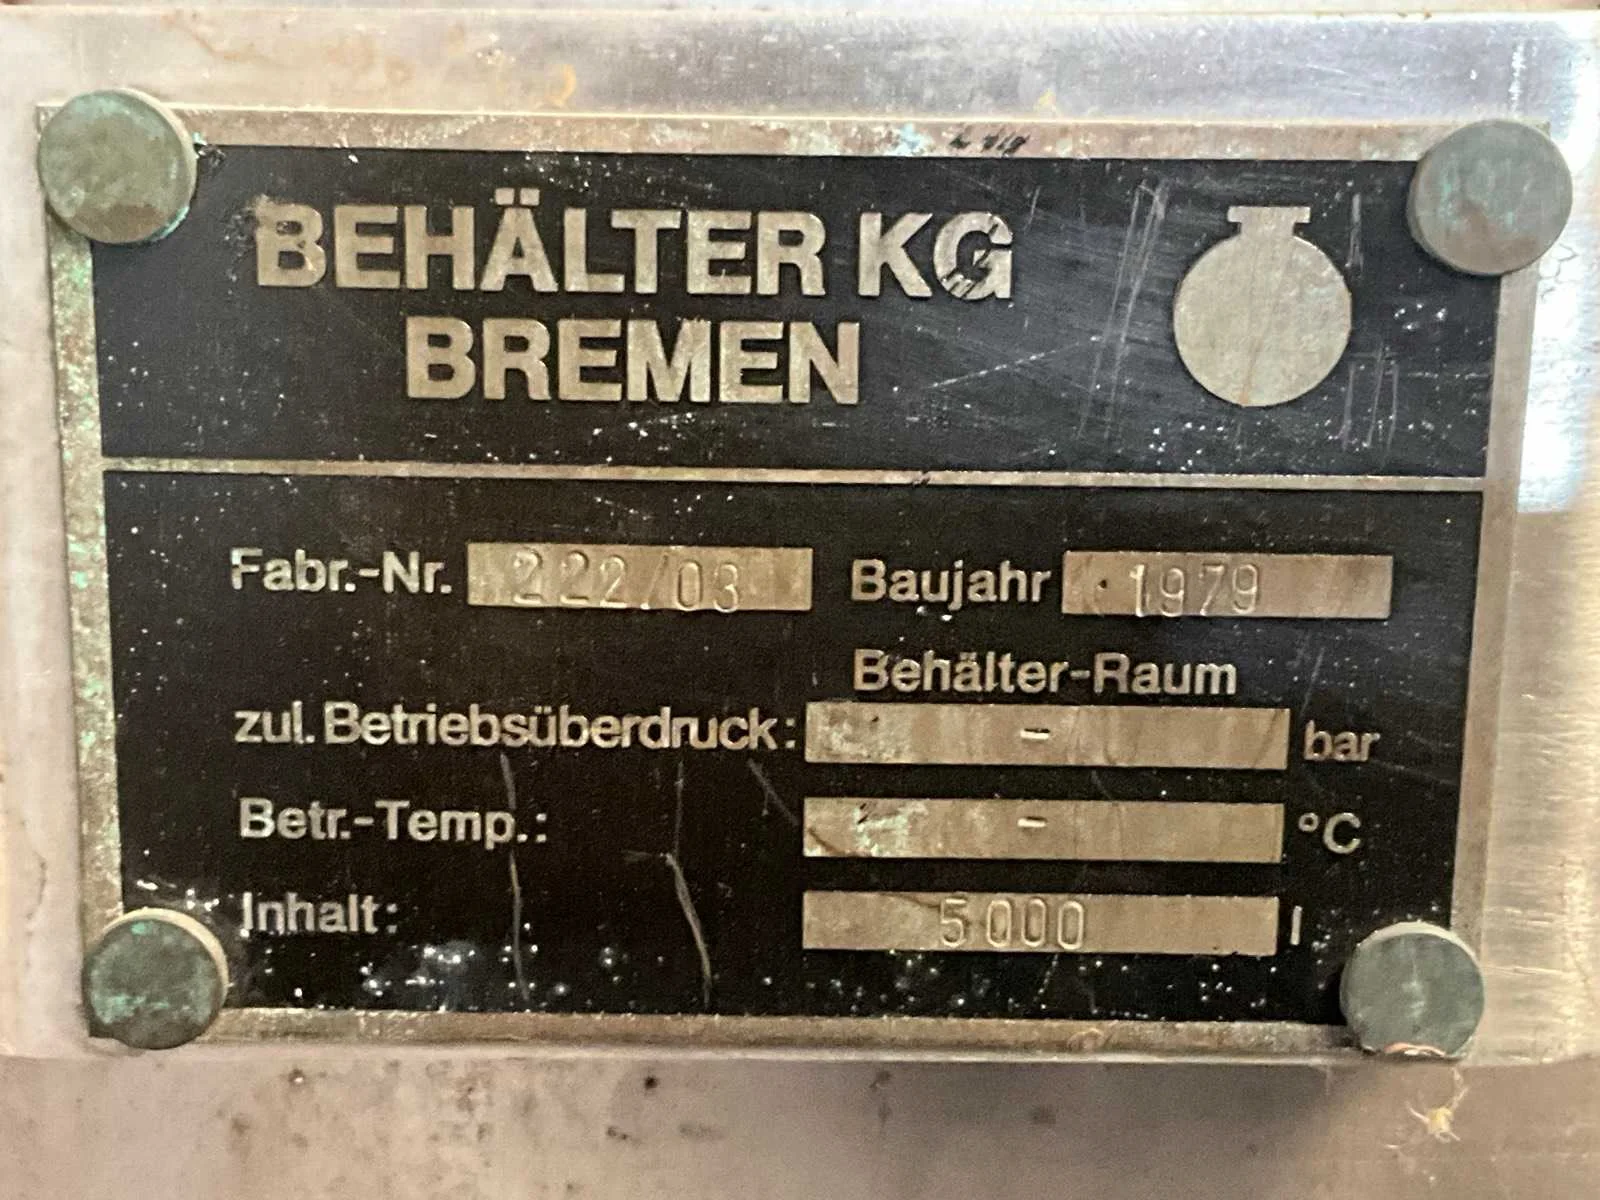 BEHÄLTER KG
BREMEN
Fabr.-Nr. 222/03 Baujahr 1979
Behälter-Raum
zul. Betriebsüberdruck: - bar
Betr.-Temp.: - °C
Inhalt: 5000 l